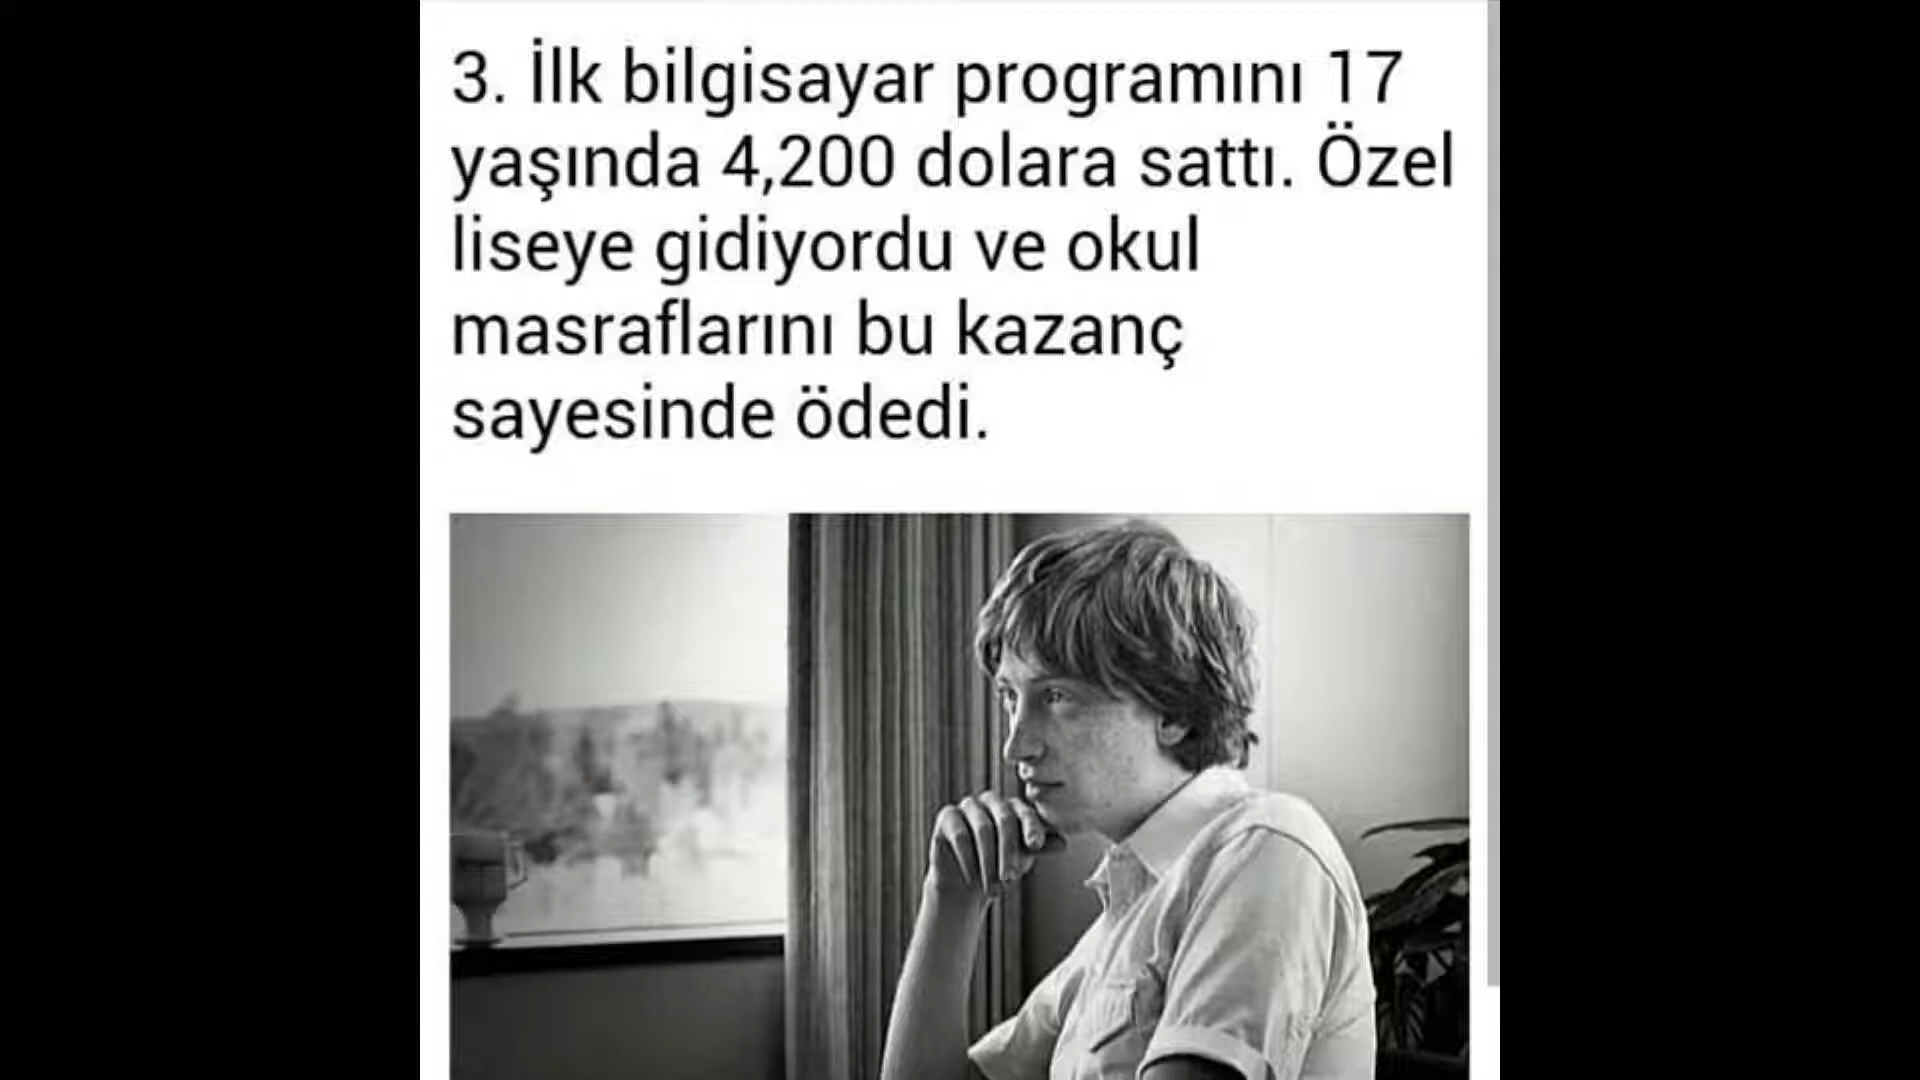 3. İlk bilgisayar programını 17
yaşında 4,200 dolara sattı. Özel
liseye gidiyordu ve okul
masraflarını bu kazanç
sayesinde ödedi.